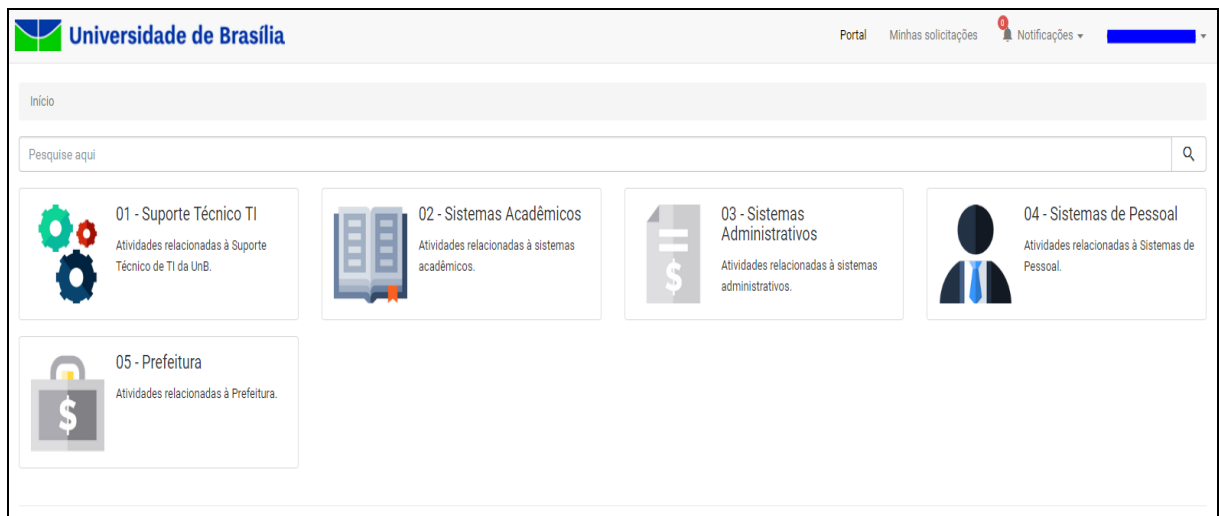 Universidade de Brasília
Portal Minhas solicitações 0 Notificações
Início
Pesquise aqui
01 - Suporte Técnico TI
Atividades relacionadas à Suporte
Técnico de TI da UnB.
02 - Sistemas Acadêmicos
Atividades relacionadas à sistemas
acadêmicos.
03 - Sistemas
Administrativos
Atividades relacionadas à sistemas
administrativos.
$
04 - Sistemas de Pessoal
Atividades relacionadas à Sistemas de
Pessoal.
05 - Prefeitura
Atividades relacionadas à Prefeitura.
$